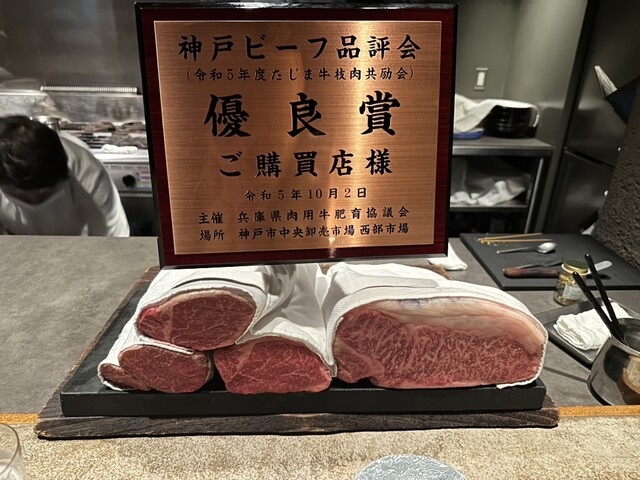 神戸ビーフ品評会
(令和5年度たじま牛枝肉共励会)
優良賞
ご購買店様
令和5年10月2日
主催 兵庫県肉用牛肥育協議会
場所 神戸市中央卸売市場西部市場